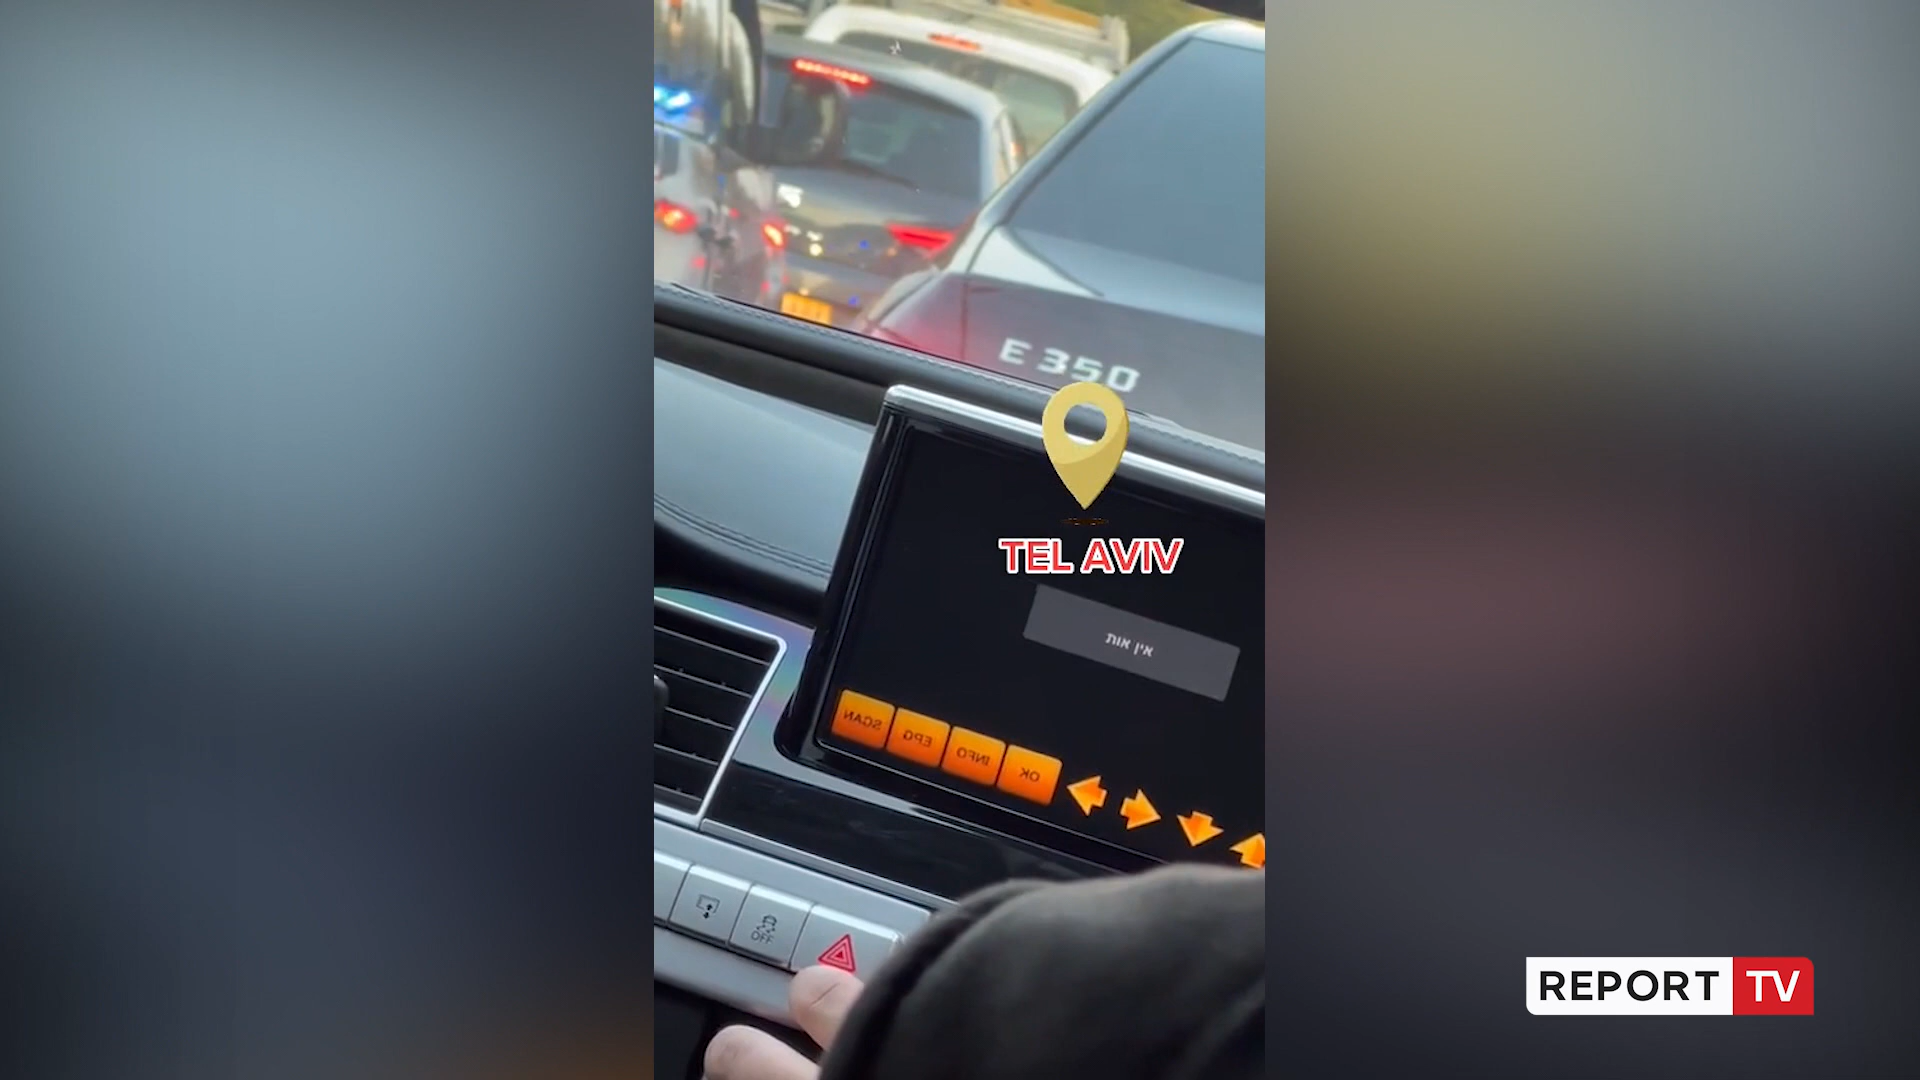 E 350
TEL AVIV
אין אות
SCAN EPG INFO OK
OFF
REPORT TV